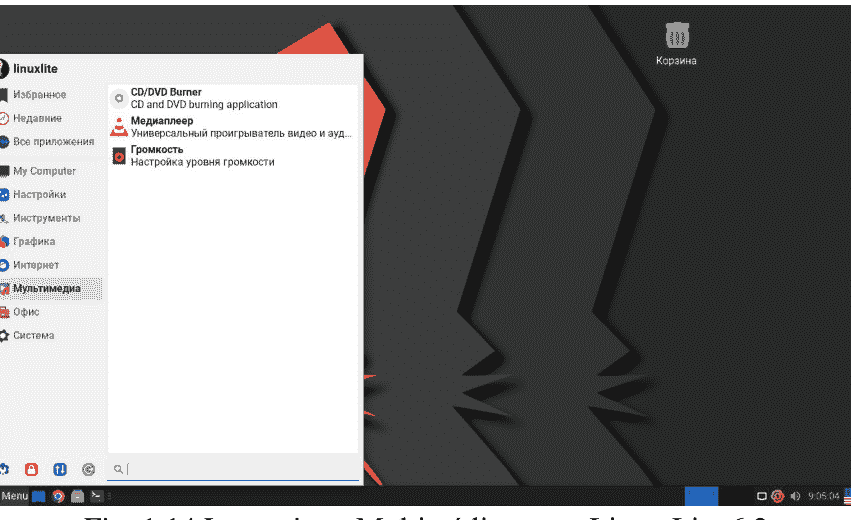 linuxlite
Избранное
Недавние
Все приложения
My Computer
Настройки
Инструменты
Графика
Интернет
Мультимедиа
Офис
Система
CD/DVD Burner
CD and DVD burning application
Медиаплеер
Универсальный проигрыватель видео и ауд...
Громкость
Настройка уровня громкости
Корзина
Menu
9:05:04